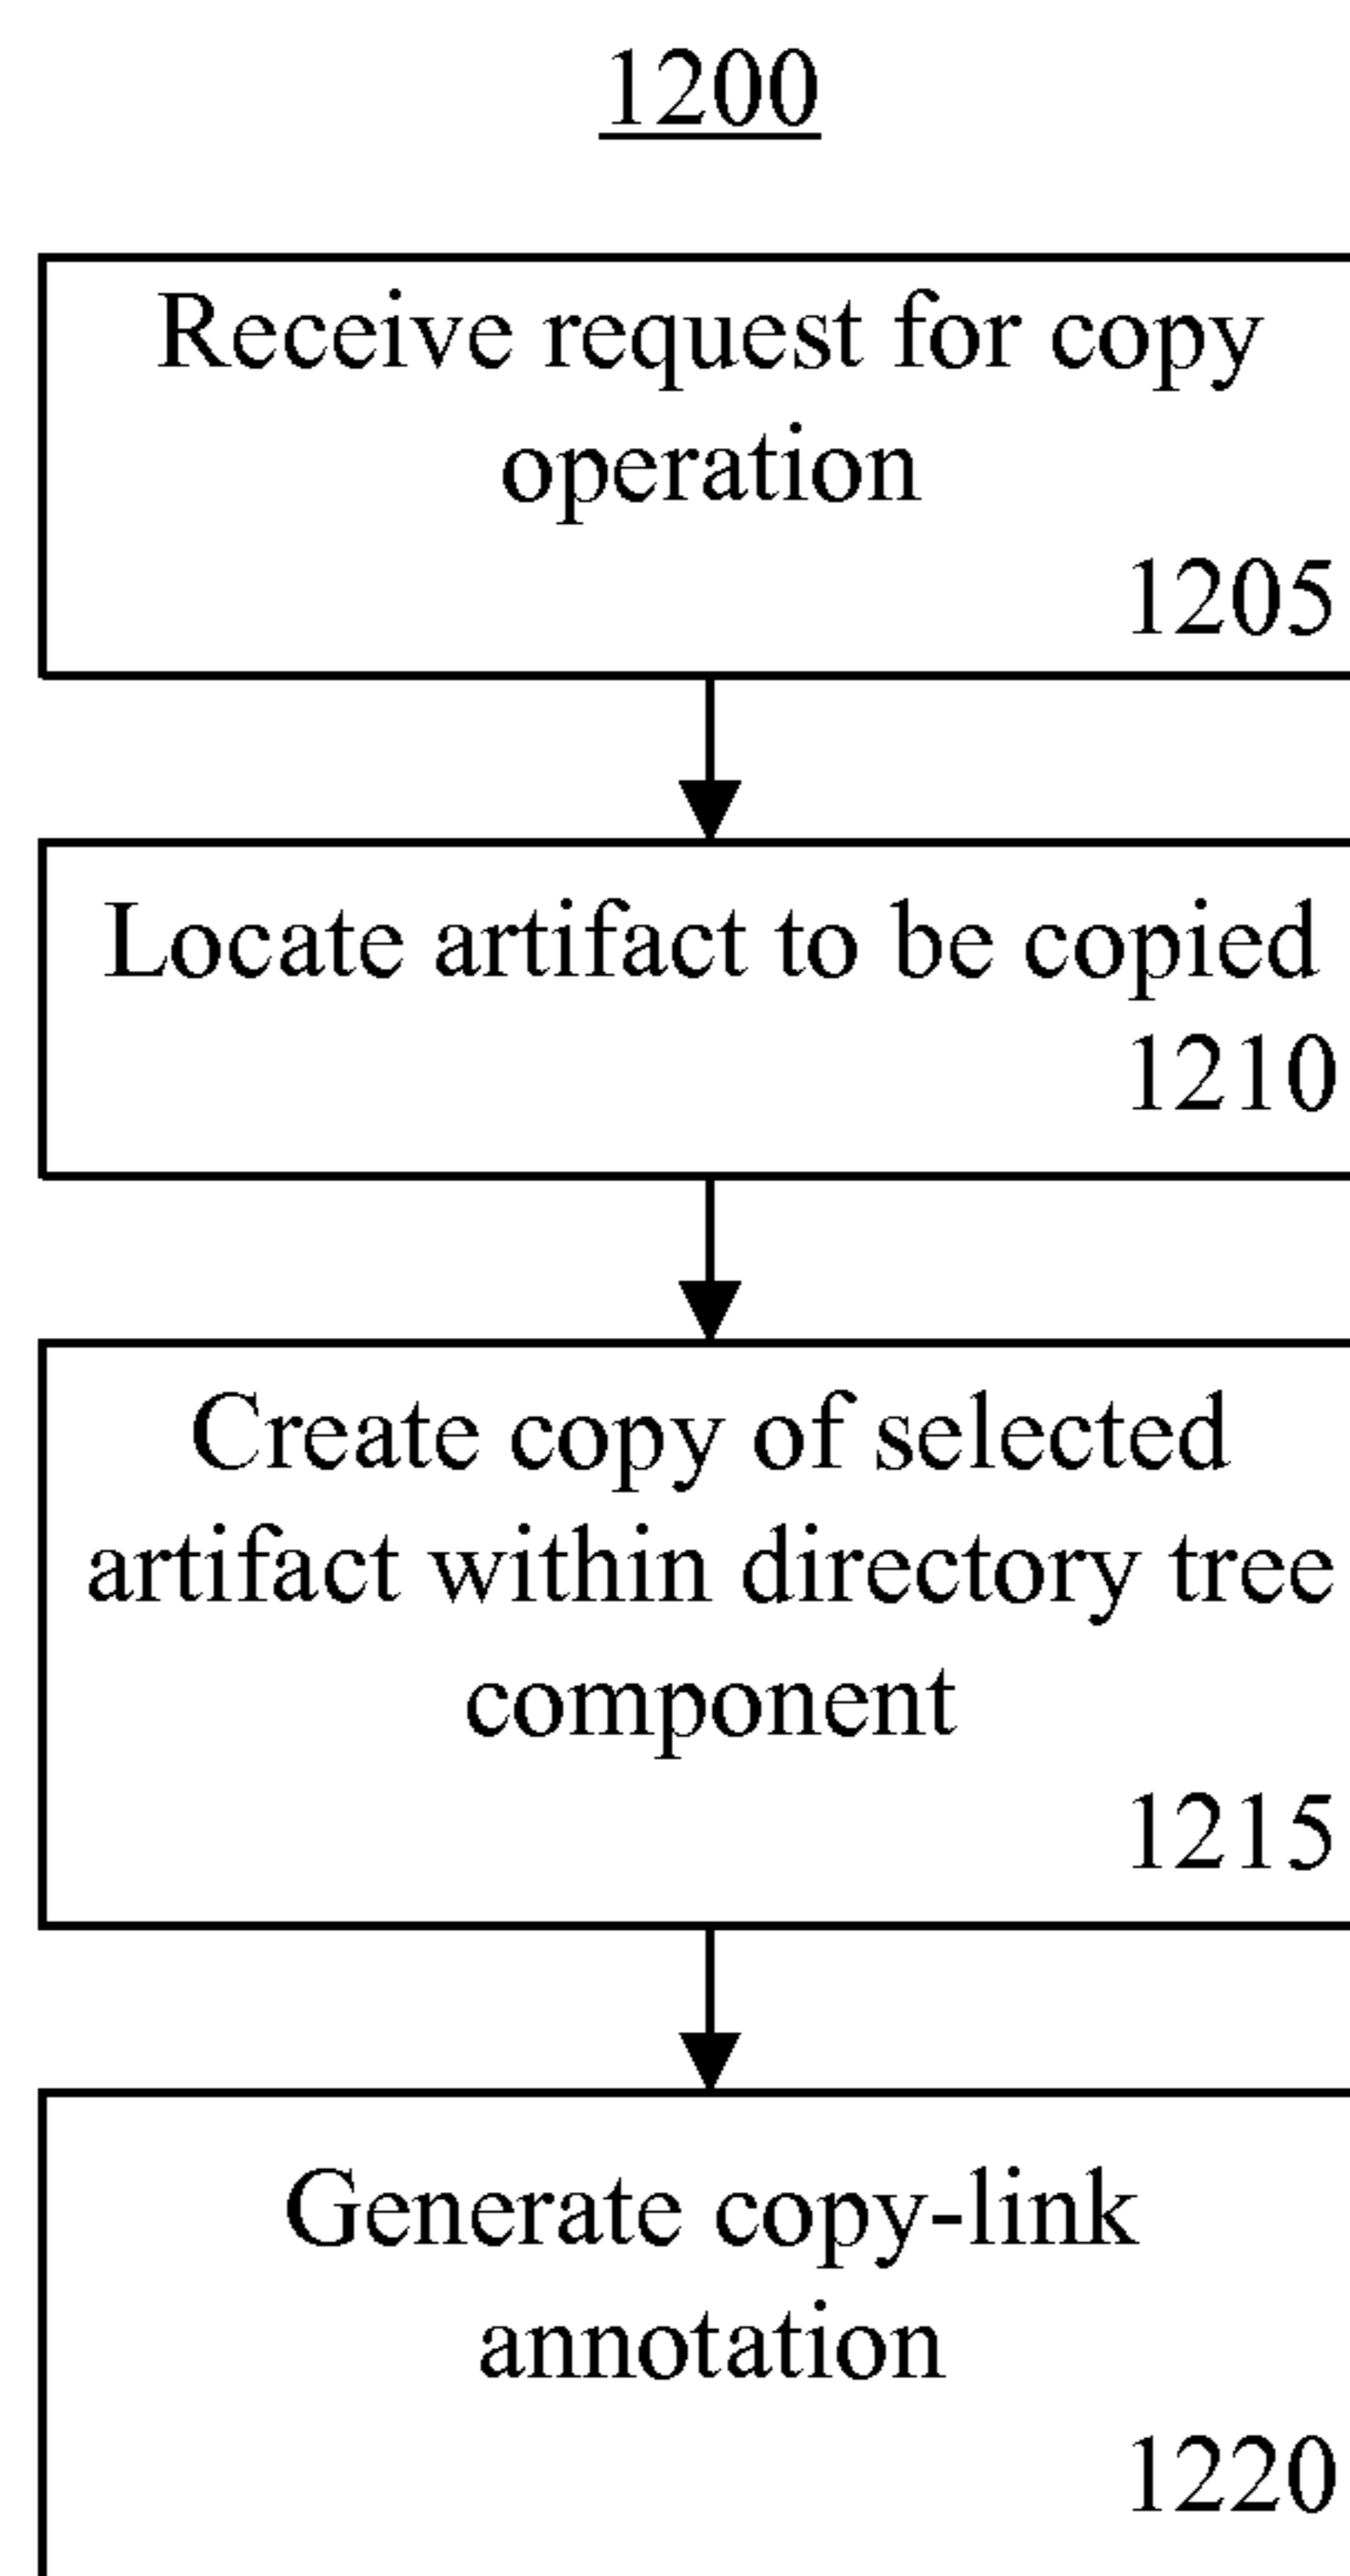 1200
Receive request for copy
operation
1205
Locate artifact to be copied
1210
Create copy of selected
artifact within directory tree
component
1215
Generate copy-link
annotation
1220